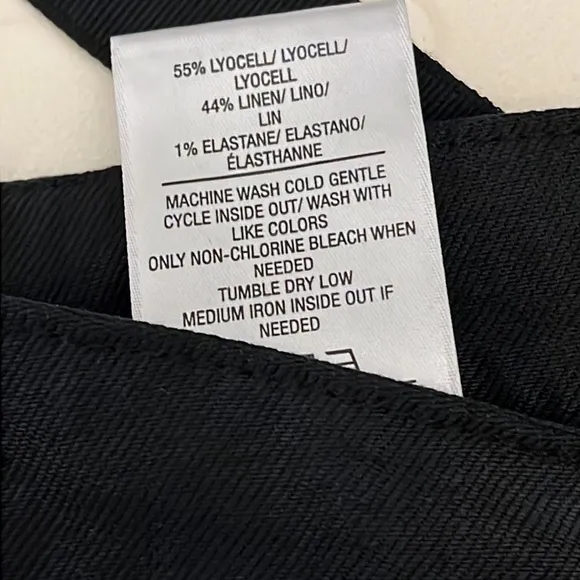 55% LYOCELL/ LYOCELL/
LYOCELL
44% LINEN/ LINO/
LIN
1% ELASTANE/ ELASTANO/
ÉLASTHANNE
MACHINE WASH COLD GENTLE
CYCLE INSIDE OUT/ WASH WITH
LIKE COLORS
ONLY NON-CHLORINE BLEACH WHEN
NEEDED
TUMBLE DRY LOW
MEDIUM IRON INSIDE OUT IF
NEEDED